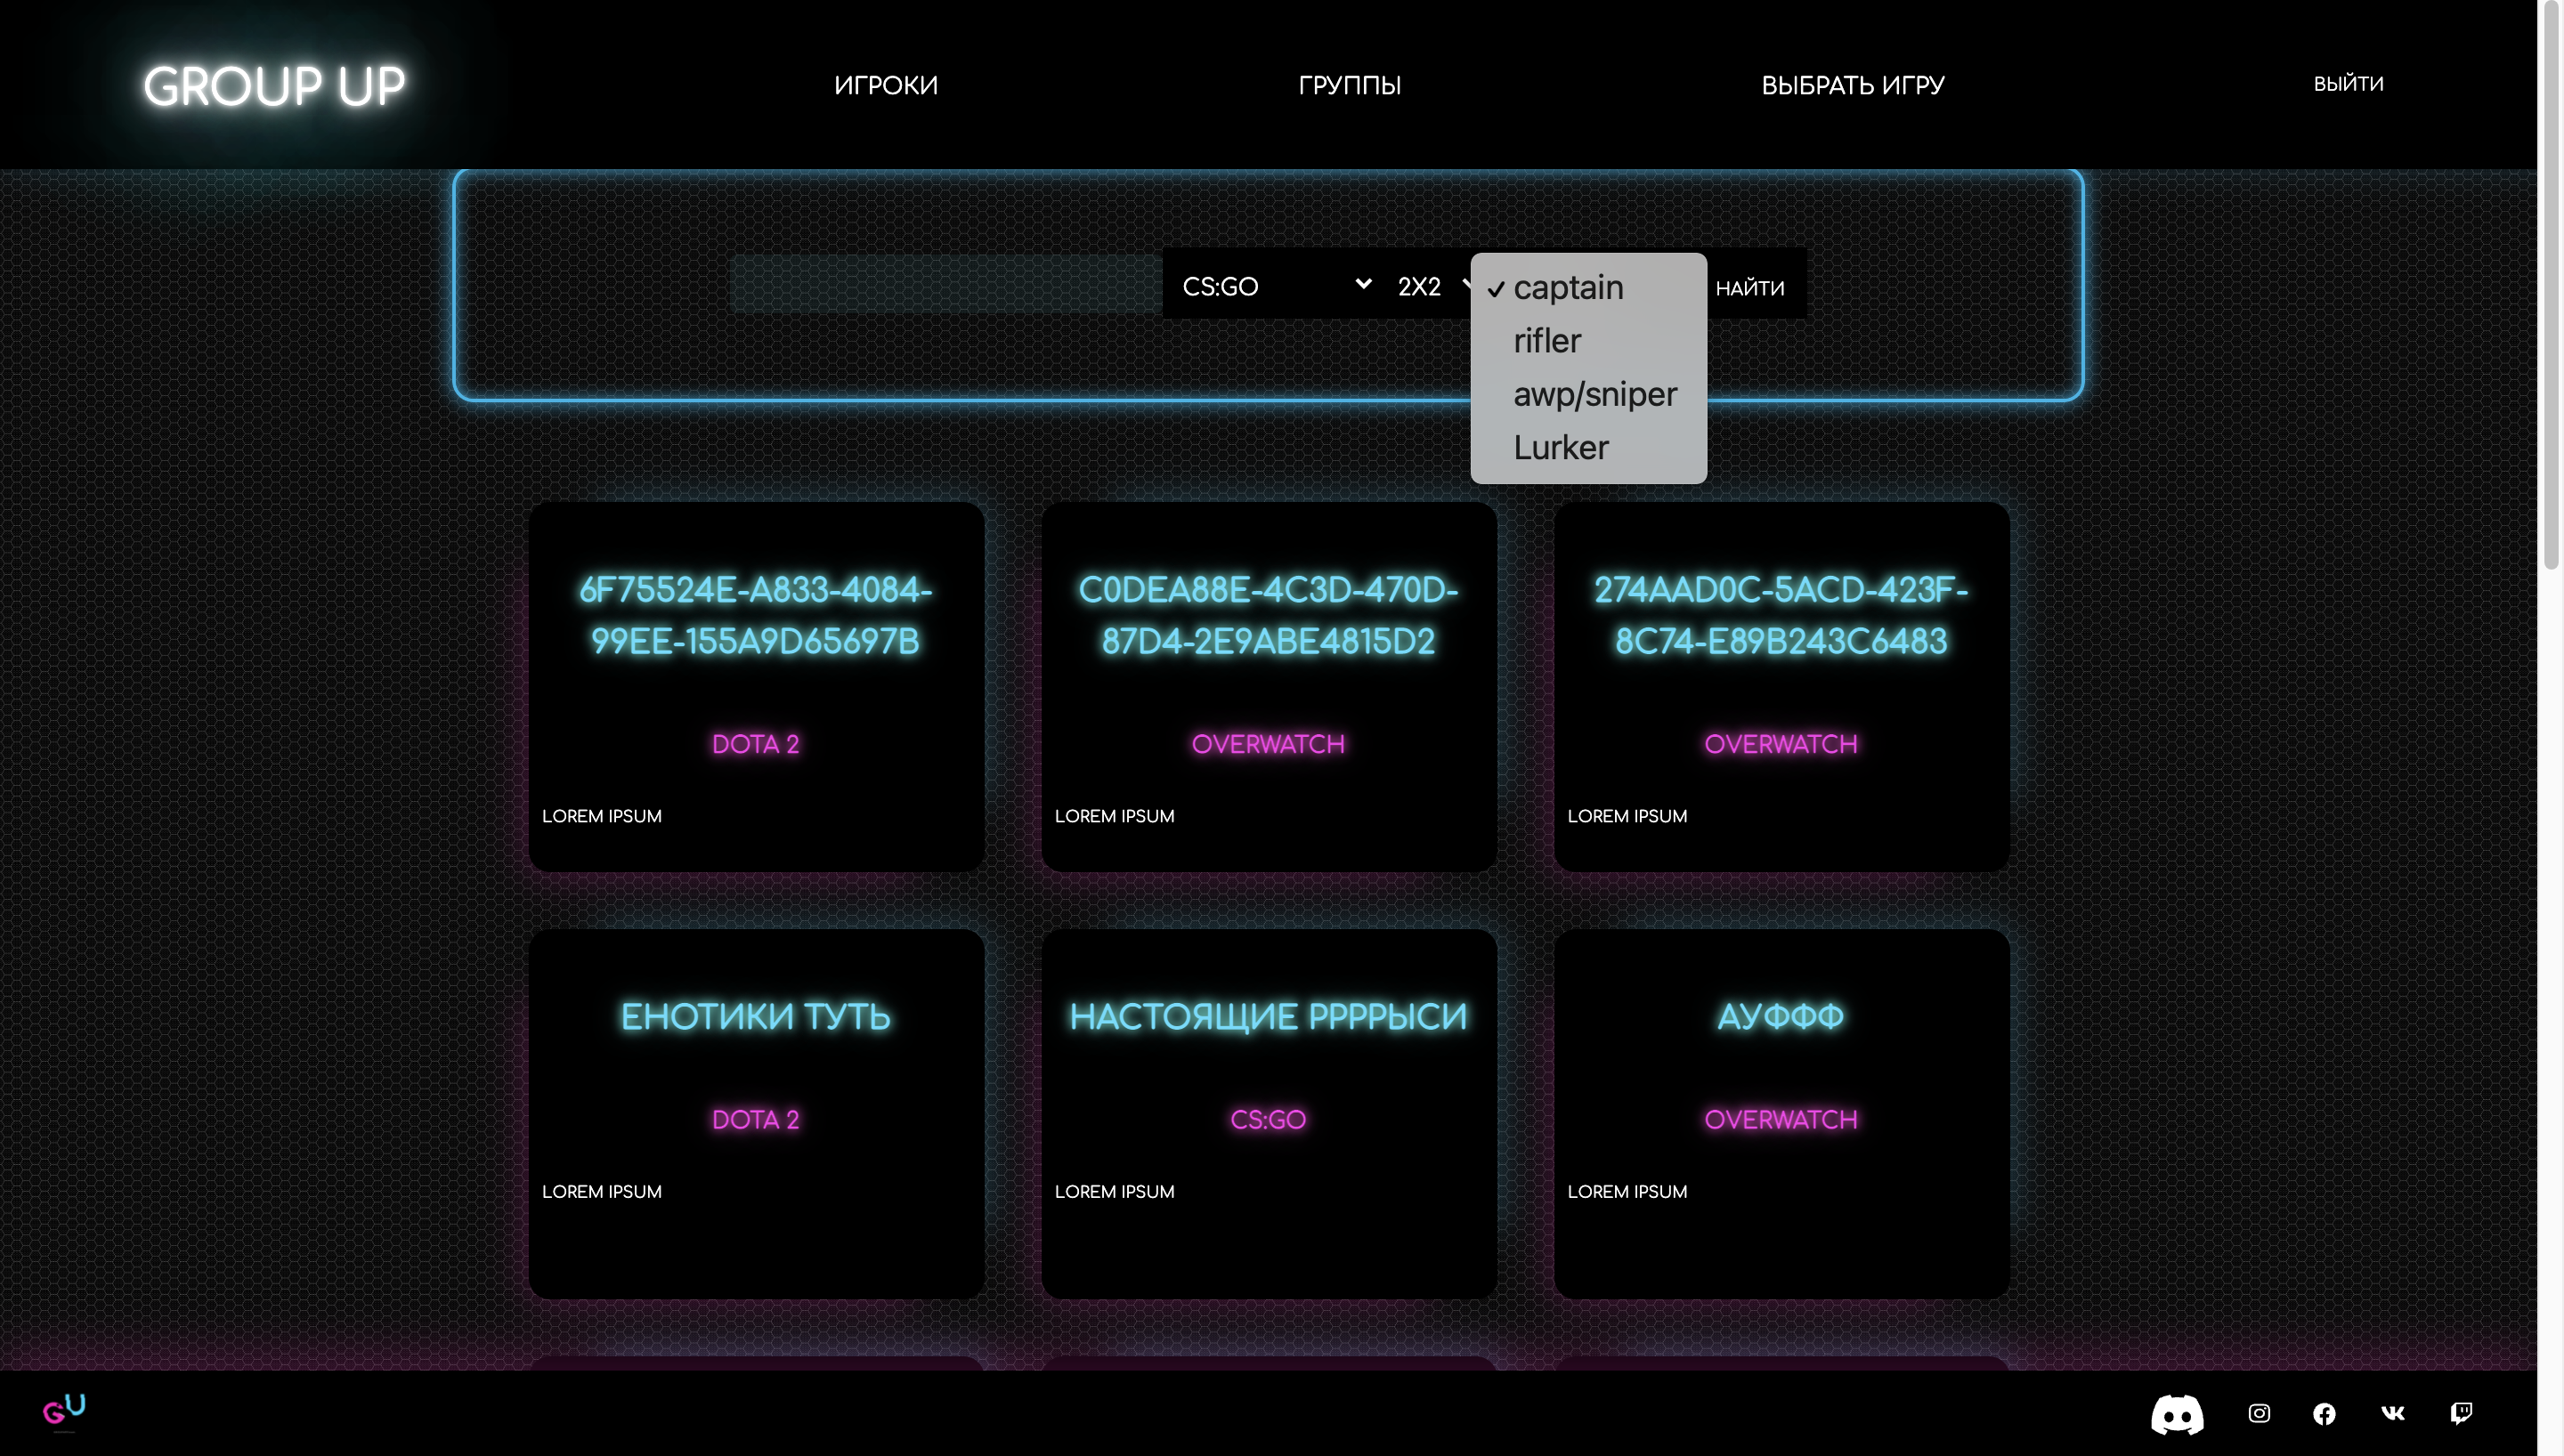 GROUP UP
ИГРОКИ
ГРУППЫ
ВЫБРАТЬ ИГРУ
ВЫЙТИ
CS:GO
2X2
captain
rifler
awp/sniper
Lurker
НАЙТИ
6F75524E-A833-4084-
99EE-155A9D65697B
DOTA 2
LOREM IPSUM
C0DEA88E-4C3D-470D-
87D4-2E9ABE4815D2
OVERWATCH
LOREM IPSUM
274AAD0C-5ACD-423F-
8C74-E89B243C6483
OVERWATCH
LOREM IPSUM
ЕНОТИКИ ТУТЬ
DOTA 2
LOREM IPSUM
НАСТОЯЩИЕ РРРРЫСИ
CS:GO
LOREM IPSUM
АУФФФ
OVERWATCH
LOREM IPSUM
GU